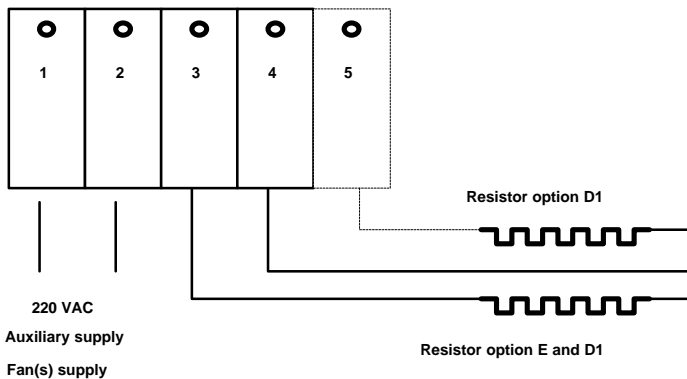 1 2 3 4 5
Resistor option D1
220 VAC
Auxiliary supply
Resistor option E and D1
Fan(s) supply